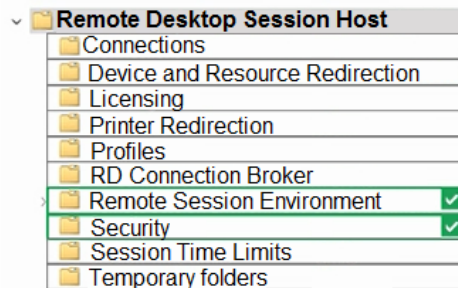 Remote Desktop Session Host
Connections
Device and Resource Redirection
Licensing
Printer Redirection
Profiles
RD Connection Broker
Remote Session Environment
Security
Session Time Limits
Temporary folders